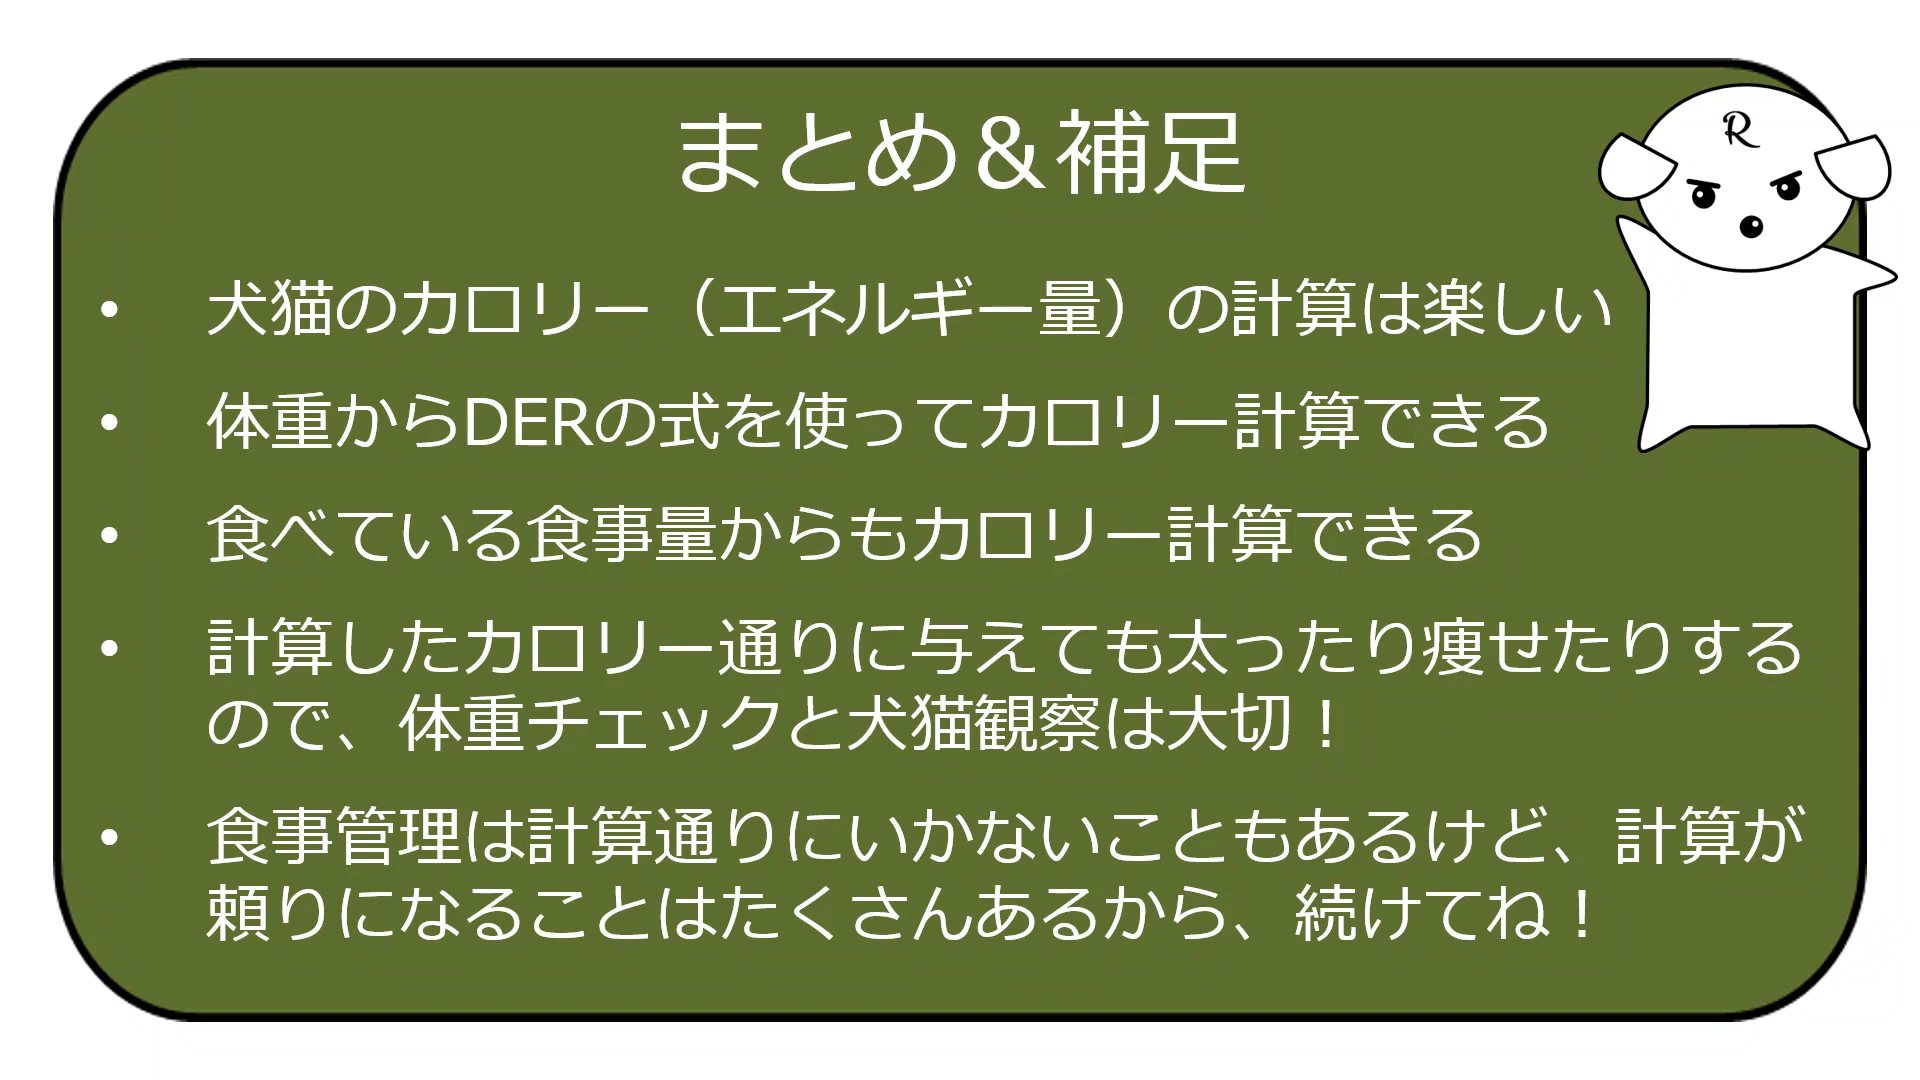 まとめ＆補足
R
• 犬猫のカロリー（エネルギー量）の計算は楽しい
• 体重からDERの式を使ってカロリー計算できる
• 食べている食事量からもカロリー計算できる
• 計算したカロリー通りに与えても太ったり痩せたりする
ので、体重チェックと犬猫観察は大切！
• 食事管理は計算通りにいかないこともあるけど、計算が
頼りになることはたくさんあるから、続けてね！